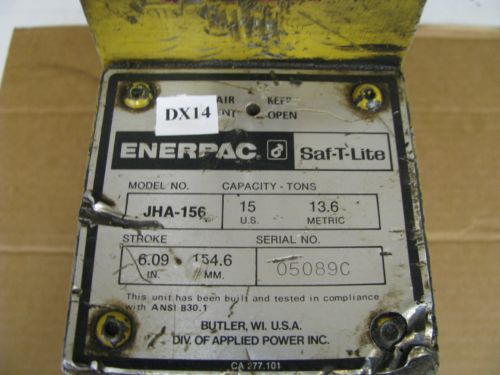 AIR KEEP
DX14
ENT OPEN
ENERPAC Saf-T-Lite
MODEL NO. CAPACITY - TONS
JHA-156 15 U.S. 13.6 METRIC
STROKE SERIAL NO.
6.09 IN. 154.6 MM. 05089C
This unit has been built and tested in compliance
with ANSI B30.1
BUTLER, WI. U.S.A.
DIV. OF APPLIED POWER INC.
CA 277.101